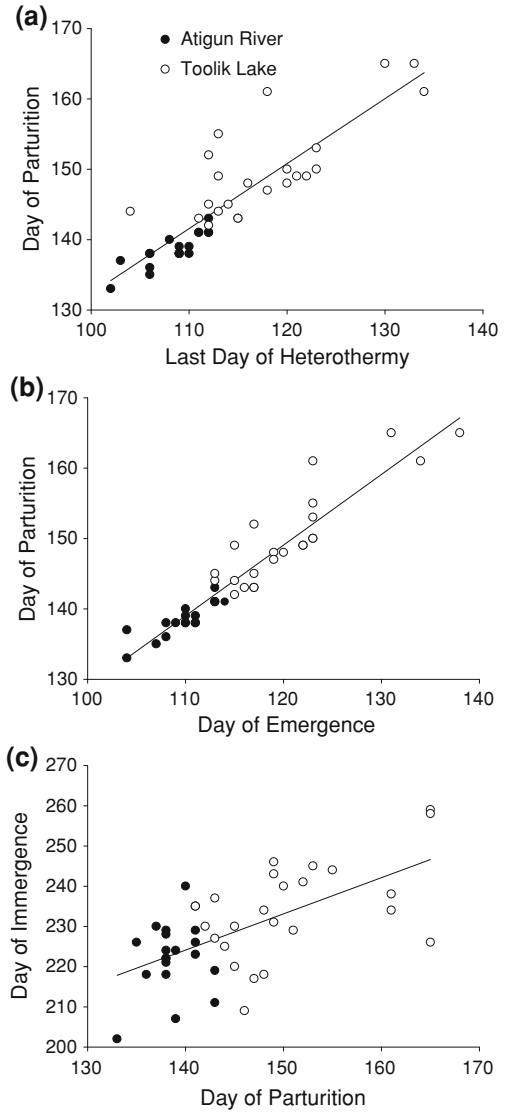 (a)
Atigun River
Toolik Lake
Day of Parturition
170
160
150
140
130
100 110 120 130 140
Last Day of Heterothermy
(b)
Day of Parturition
170
160
150
140
130
100 110 120 130 140
Day of Emergence
(c)
Day of Immergence
270
260
250
240
230
220
210
200
130 140 150 160 170
Day of Parturition